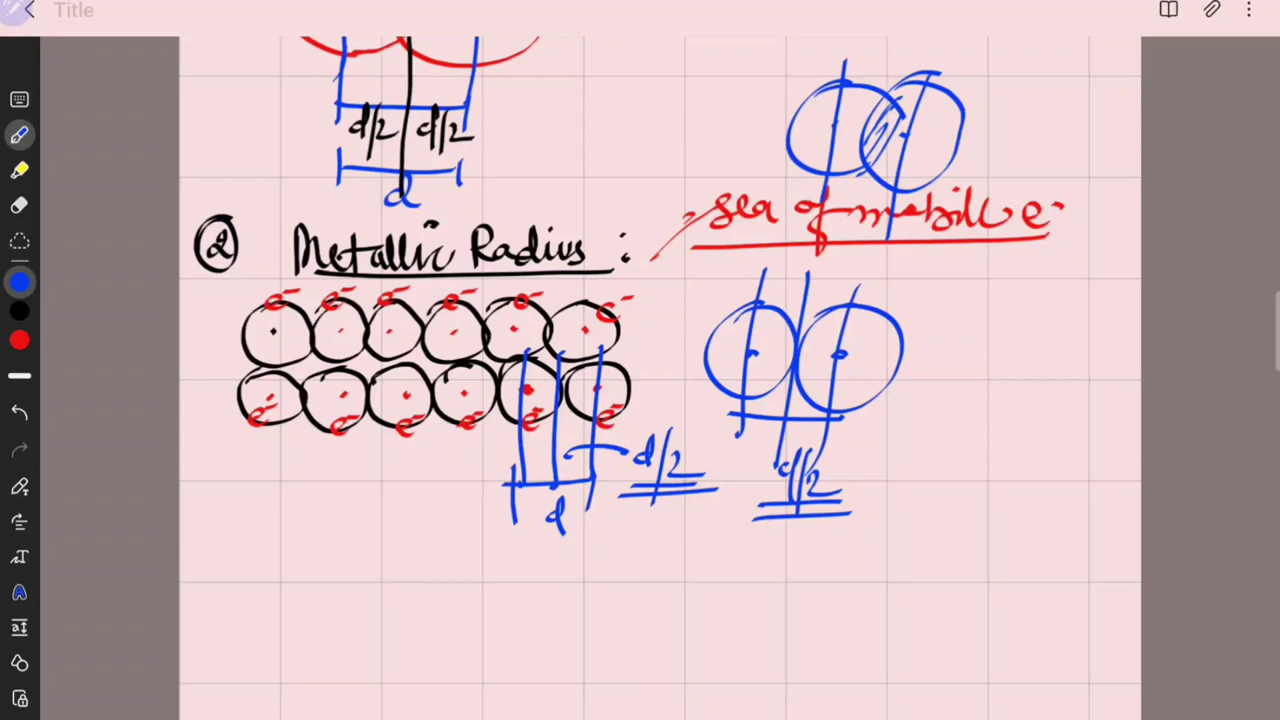 Title
d/2 d/2
d
sea of mobile e⁻
② Metallic Radius :
e⁻ e⁻ e⁻ e⁻ e⁻ e⁻
e⁻ e⁻ e⁻ e⁻ e⁻ e⁻
d/2
d
d/2